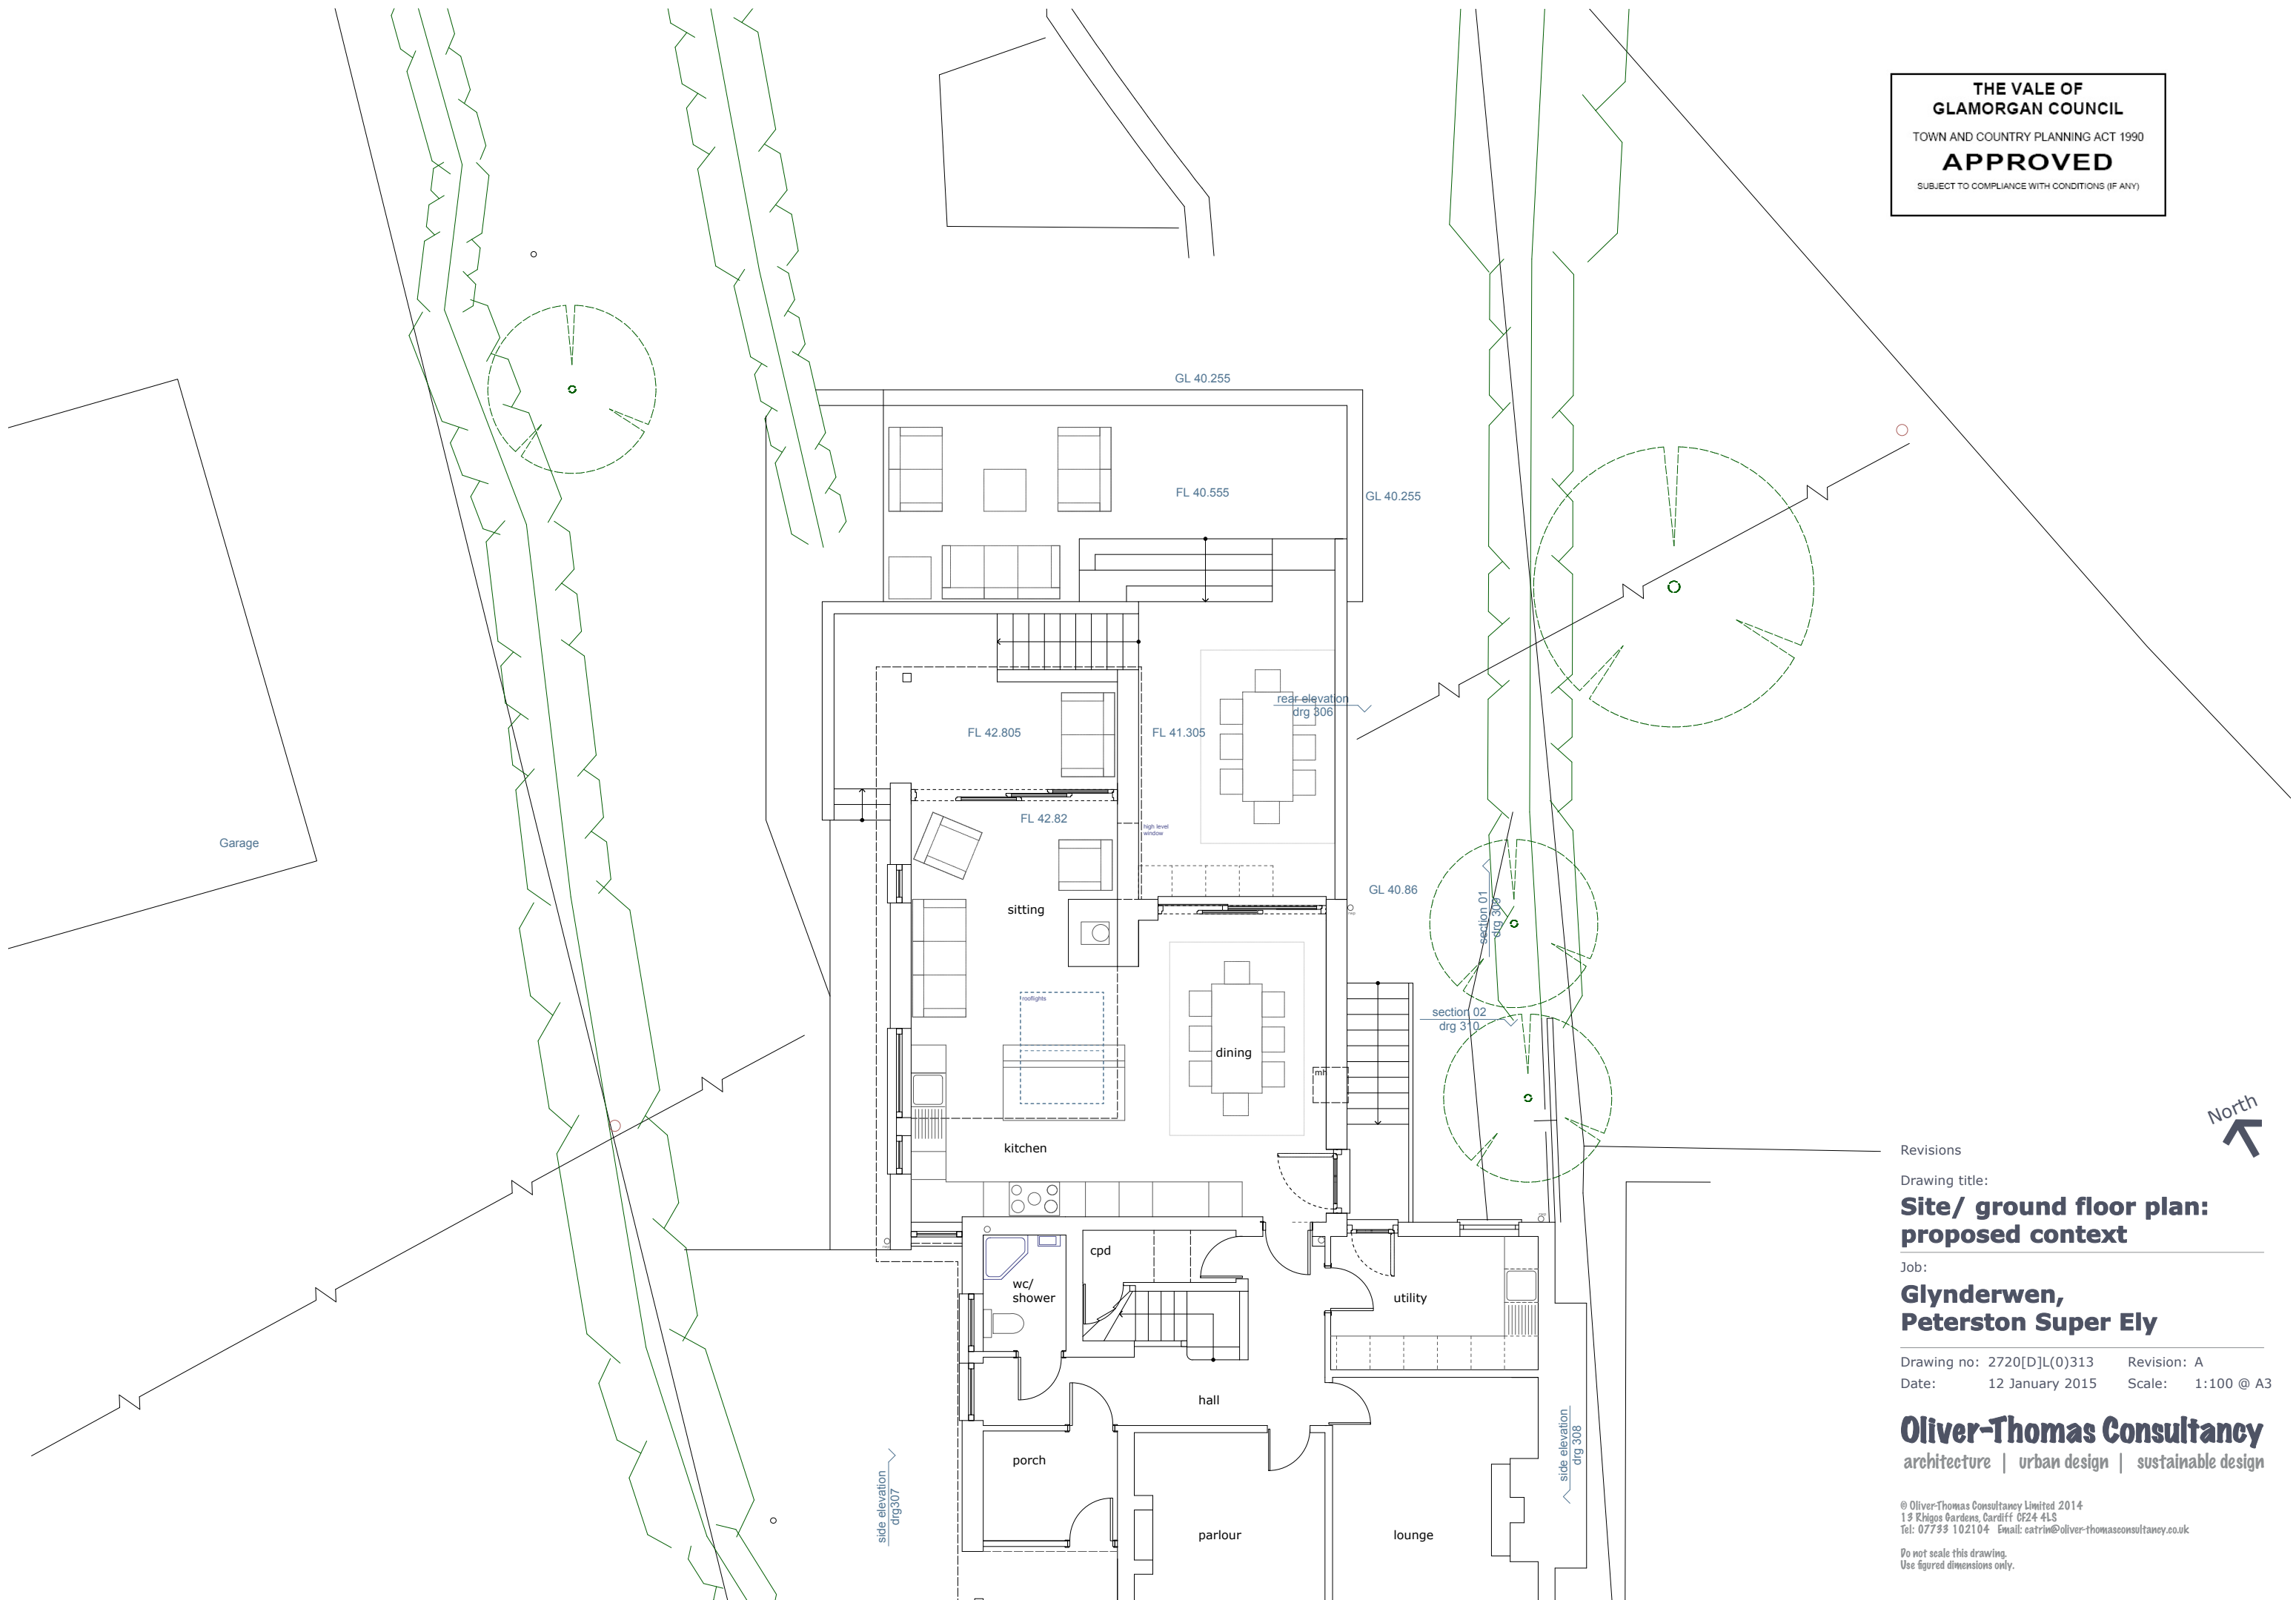 THE VALE OF
GLAMORGAN COUNCIL
TOWN AND COUNTRY PLANNING ACT 1990
APPROVED
SUBJECT TO COMPLIANCE WITH CONDITIONS (IF ANY)
GL 40.255
FL 40.555
GL 40.255
rear elevation
drg 306
FL 42.805
FL 41.305
FL 42.82
high level
window
Garage
GL 40.86
section 01
drg 309
sitting
rooflights
section 02
drg 310
dining
mh
kitchen
cpd
wc/
shower
utility
hall
porch
side elevation
drg307
side elevation
drg 308
parlour
lounge
North
Revisions
Drawing title:
Site/ ground floor plan:
proposed context
Job:
Glynderwen,
Peterston Super Ely
Drawing no: 2720[D]L(0)313 Revision: A
Date: 12 January 2015 Scale: 1:100 @ A3
Oliver-Thomas Consultancy
architecture | urban design | sustainable design
© Oliver-Thomas Consultancy Limited 2014
13 Rhigos Gardens, Cardiff CF24 4LS
Tel: 07733 102104 Email: catrin@oliver-thomasconsultancy.co.uk
Do not scale this drawing.
Use figured dimensions only.